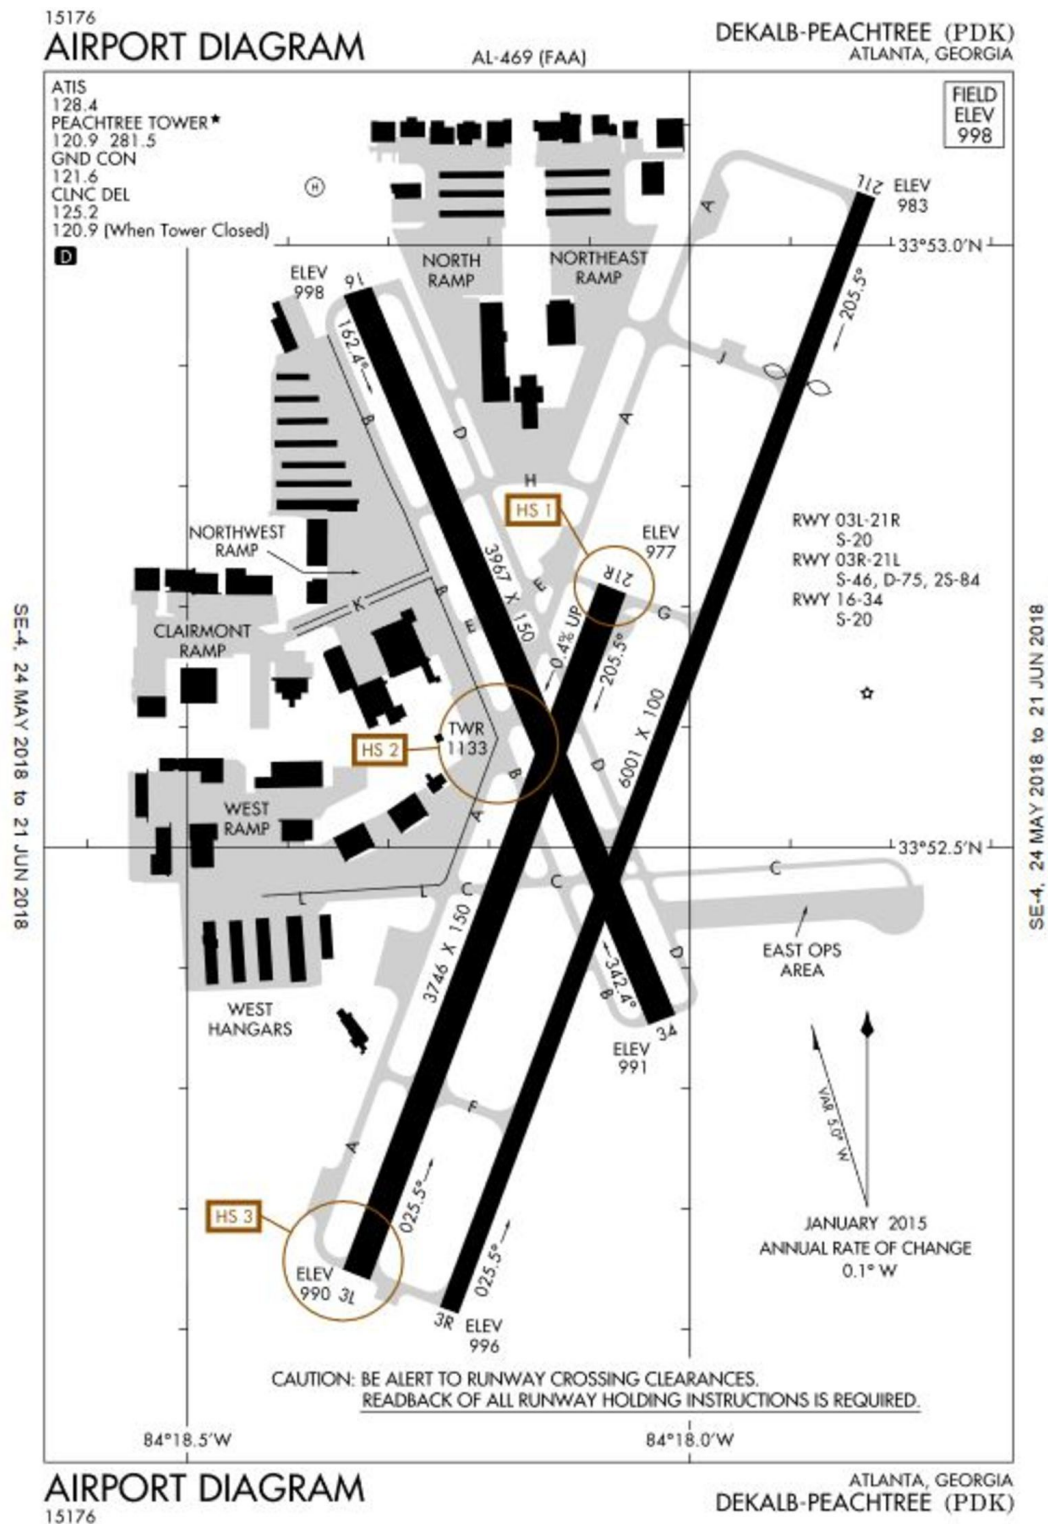 15176
AIRPORT DIAGRAM
AL-469 (FAA)
DEKALB-PEACHTREE (PDK)
ATLANTA, GEORGIA
ATIS
128.4
PEACHTREE TOWER★
120.9 281.5
GND CON
121.6
CLNC DEL
125.2
120.9 (When Tower Closed)
D
FIELD
ELEV
998
H
21L
ELEV
983
A
33°53.0'N
NORTH
RAMP
NORTHEAST
RAMP
ELEV
998
16
205.5°
162.4°
J
B
D
A
H
HS 1
NORTHWEST
RAMP
ELEV
977
RWY 03L-21R
S-20
RWY 03R-21L
S-46, D-75, 2S-84
RWY 16-34
S-20
21R
3967 X 150
E
K
B
E
G
0.4% UP
205.5°
CLAIRMONT
RAMP
TWR
1133
HS 2
6001 X 100
B
D
A
WEST
RAMP
33°52.5'N
L
L
C
C
C
3746 X 150
EAST OPS
AREA
D
342.4°
B
WEST
HANGARS
34
ELEV
991
VAR 5.0° W
F
A
HS 3
025.5°
025.5°
JANUARY 2015
ANNUAL RATE OF CHANGE
0.1° W
ELEV
990
3L
3R
ELEV
996
CAUTION: BE ALERT TO RUNWAY CROSSING CLEARANCES.
READBACK OF ALL RUNWAY HOLDING INSTRUCTIONS IS REQUIRED.
84°18.5'W
84°18.0'W
SE-4, 24 MAY 2018 to 21 JUN 2018
SE-4, 24 MAY 2018 to 21 JUN 2018
AIRPORT DIAGRAM
15176
ATLANTA, GEORGIA
DEKALB-PEACHTREE (PDK)